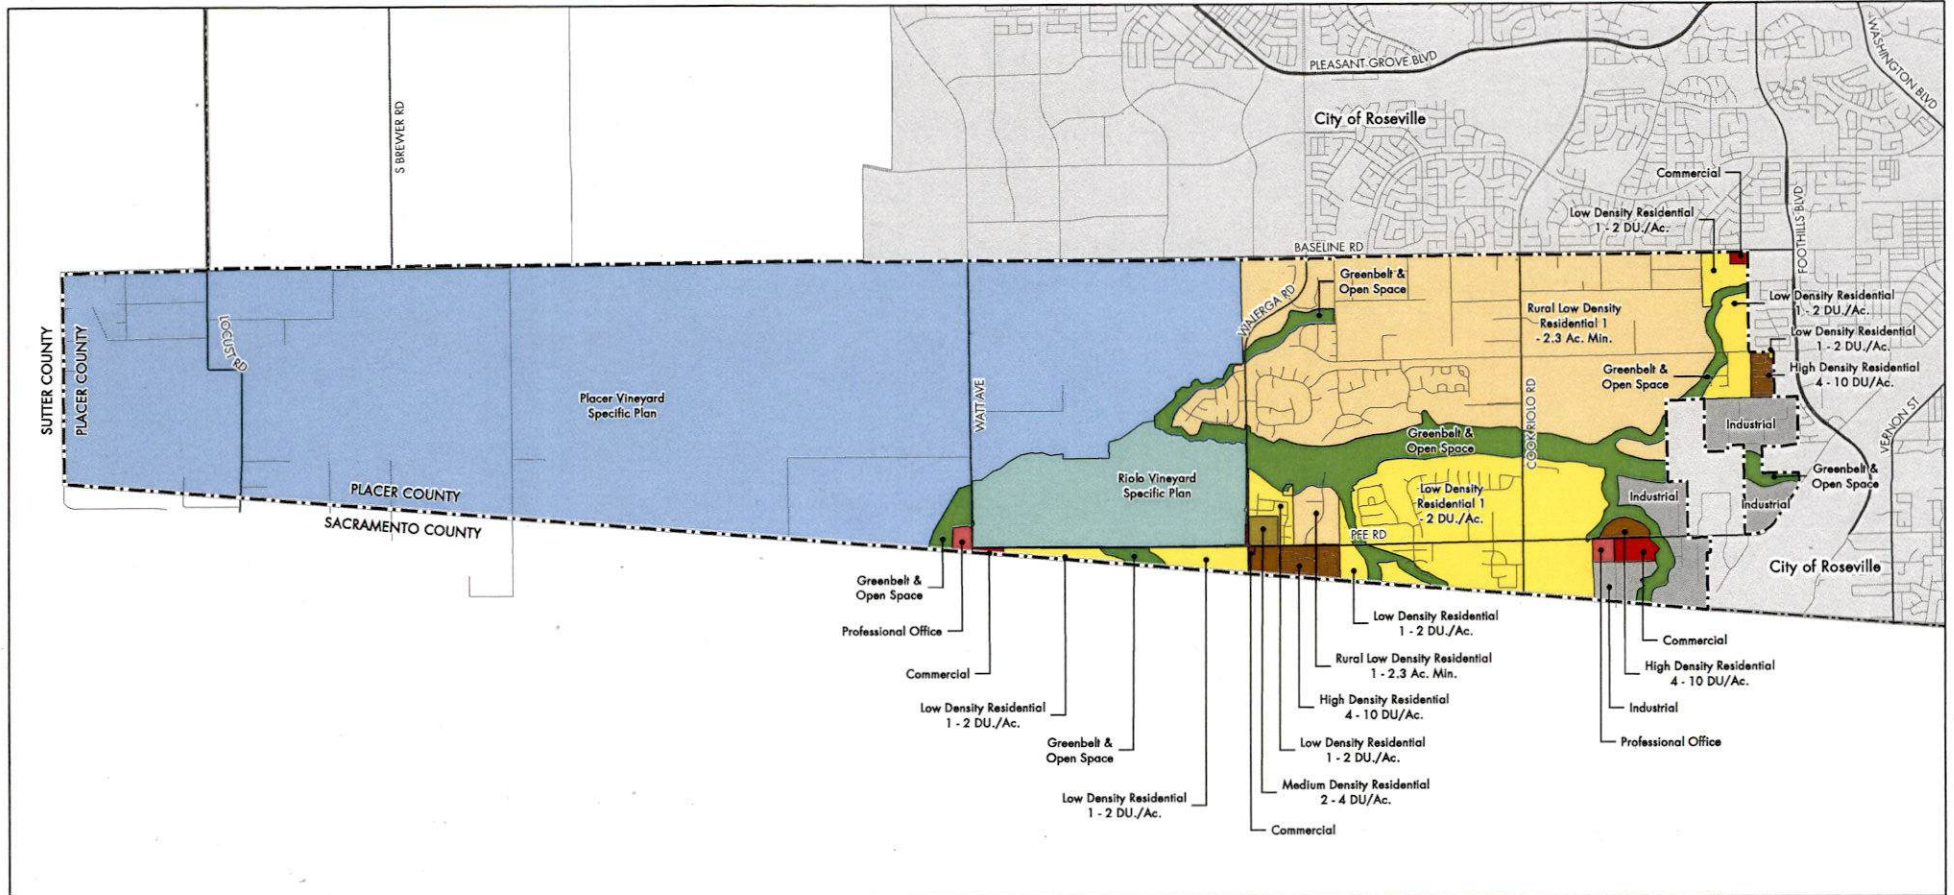 PLEASANT GROVE BLVD
WASHINGTON BLVD
S BREWER RD
City of Roseville
Commercial
Low Density Residential
1 - 2 DU./Ac.
FOOTHILLS BLVD
BASELINE RD
Greenbelt &
Open Space
WALERGA RD
Rural Low Density
Residential 1
- 2.3 Ac. Min.
Low Density Residential
1 - 2 DU./Ac.
Low Density Residential
1 - 2 DU./Ac.
High Density Residential
4 - 10 DU/Ac.
Greenbelt &
Open Space
SUTTER COUNTY
PLACER COUNTY
LOCUST RD
Placer Vineyard
Specific Plan
WATT AVE
COOK RIOLO RD
VERNON ST
Industrial
Greenbelt &
Open Space
Riolo Vineyard
Specific Plan
Low Density
Residential 1
- 2 DU./Ac.
Industrial
Greenbelt &
Open Space
Industrial
PLACER COUNTY
SACRAMENTO COUNTY
PFE RD
City of Roseville
Greenbelt &
Open Space
Professional Office
Commercial
Low Density Residential
1 - 2 DU./Ac.
Greenbelt &
Open Space
Low Density Residential
1 - 2 DU./Ac.
Low Density Residential
1 - 2 DU./Ac.
Rural Low Density Residential
1 - 2.3 Ac. Min.
High Density Residential
4 - 10 DU/Ac.
Low Density Residential
1 - 2 DU./Ac.
Medium Density Residential
2 - 4 DU/Ac.
Commercial
Commercial
High Density Residential
4 - 10 DU/Ac.
Industrial
Professional Office